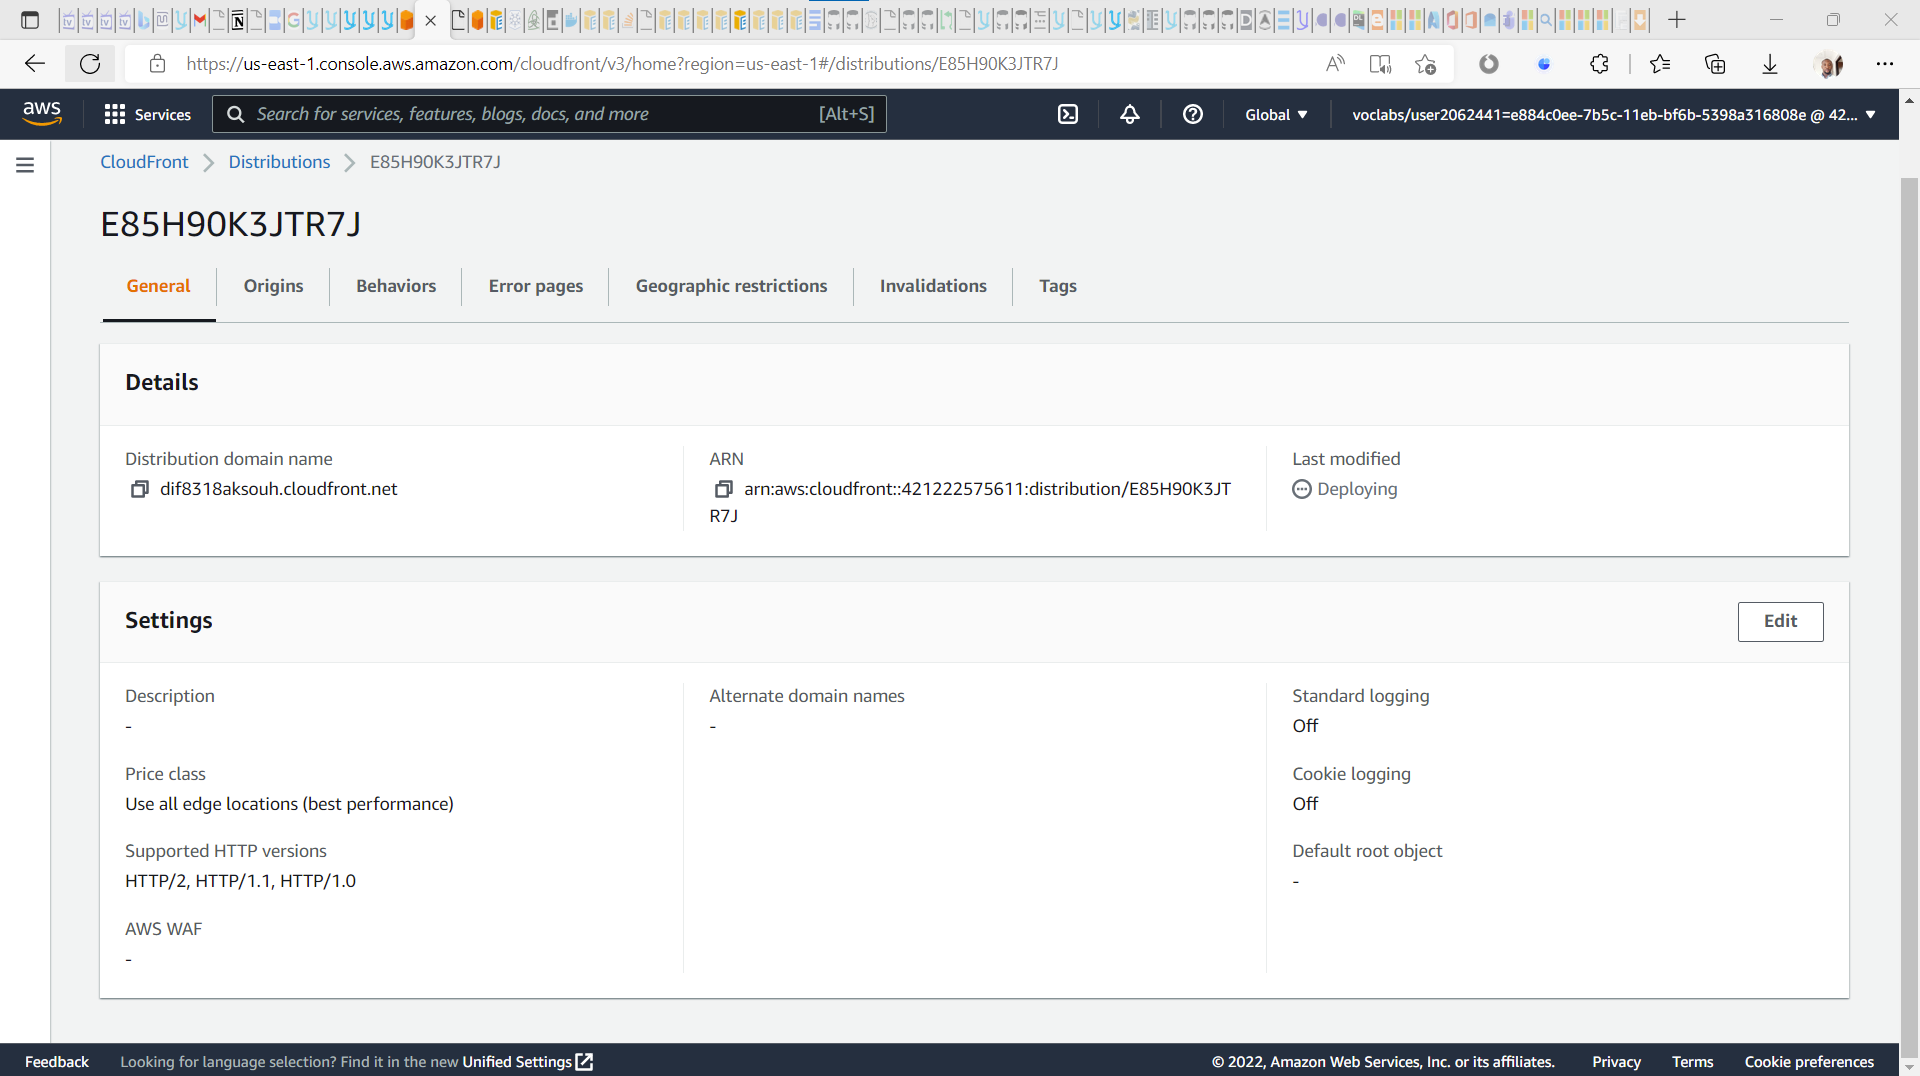 https://us-east-1.console.aws.amazon.com/cloudfront/v3/home?region=us-east-1#/distributions/E85H90K3JTR7J
aws
Services
Search for services, features, blogs, docs, and more
[Alt+S]
Global
voclabs/user2062441=e884c0ee-7b5c-11eb-bf6b-5398a316808e @ 42...
CloudFront
Distributions
E85H90K3JTR7J
E85H90K3JTR7J
General
Origins
Behaviors
Error pages
Geographic restrictions
Invalidations
Tags
Details
Distribution domain name
dif8318aksouh.cloudfront.net
ARN
arn:aws:cloudfront::421222575611:distribution/E85H90K3JT
R7J
Last modified
Deploying
Settings
Edit
Description
-
Price class
Use all edge locations (best performance)
Supported HTTP versions
HTTP/2, HTTP/1.1, HTTP/1.0
AWS WAF
-
Alternate domain names
-
Standard logging
Off
Cookie logging
Off
Default root object
-
Feedback
Looking for language selection? Find it in the new Unified Settings
© 2022, Amazon Web Services, Inc. or its affiliates.
Privacy
Terms
Cookie preferences